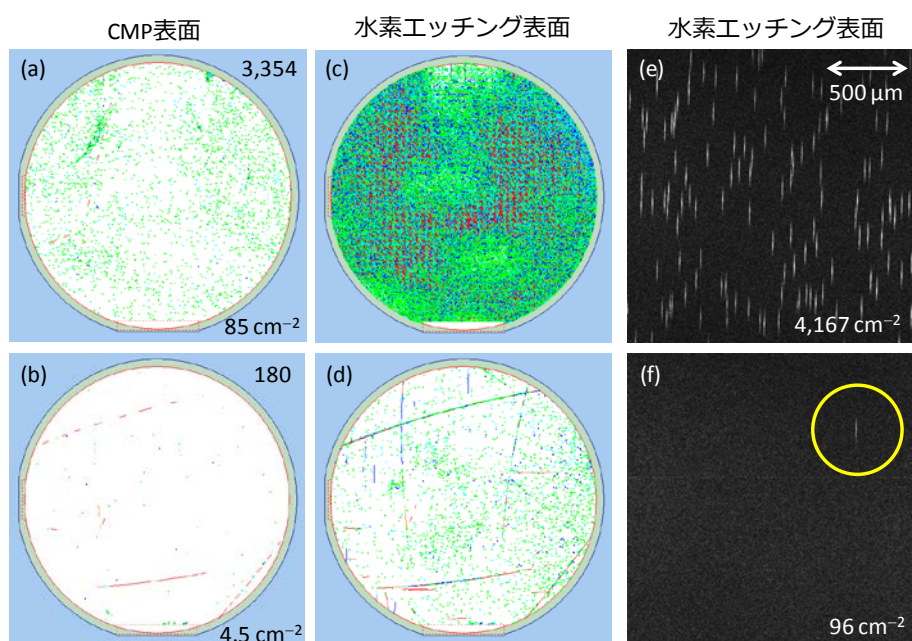 CMP表面
水素エッチング表面
水素エッチング表面
(a)
3,354
85 cm−2
(c)
(e)
500 µm
4,167 cm−2
(b)
180
4.5 cm−2
(d)
(f)
96 cm−2